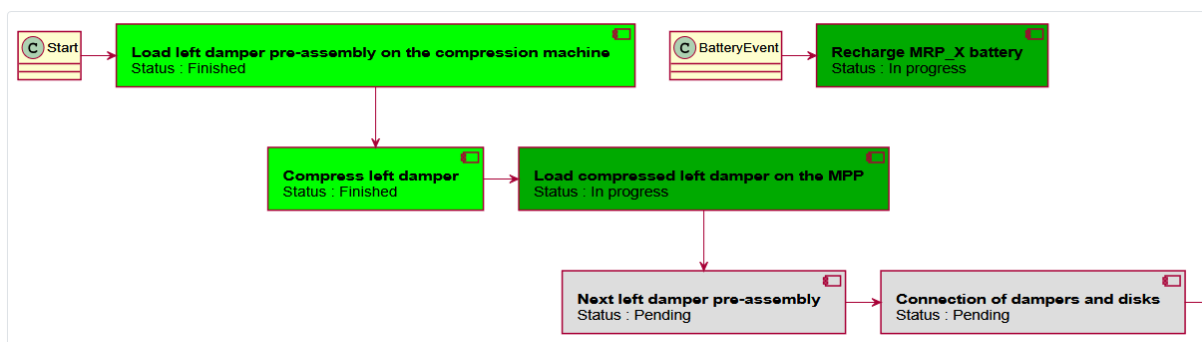 C Start
Load left damper pre-assembly on the compression machine
Status : Finished
C BatteryEvent
Recharge MRP_X battery
Status : In progress
Compress left damper
Status : Finished
Load compressed left damper on the MPP
Status : In progress
Next left damper pre-assembly
Status : Pending
Connection of dampers and disks
Status : Pending